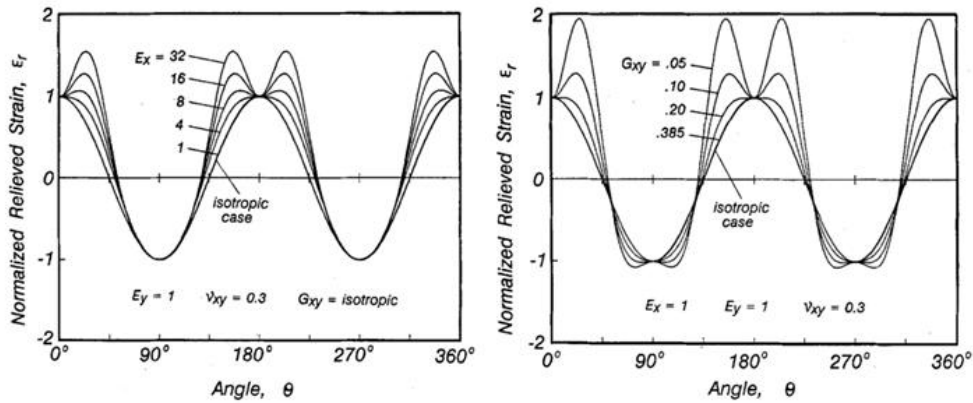 Normalized Relieved Strain, εr
2
1
0
-1
-2
Ex = 32
16
8
4
1
isotropic
case
Ey = 1 νxy = 0.3 Gxy = isotropic
0° 90° 180° 270° 360°
Angle, θ
Normalized Relieved Strain, εr
2
1
0
-1
-2
Gxy = .05
.10
.20
.385
isotropic
case
Ex = 1 Ey = 1 νxy = 0.3
0° 90° 180° 270° 360°
Angle, θ